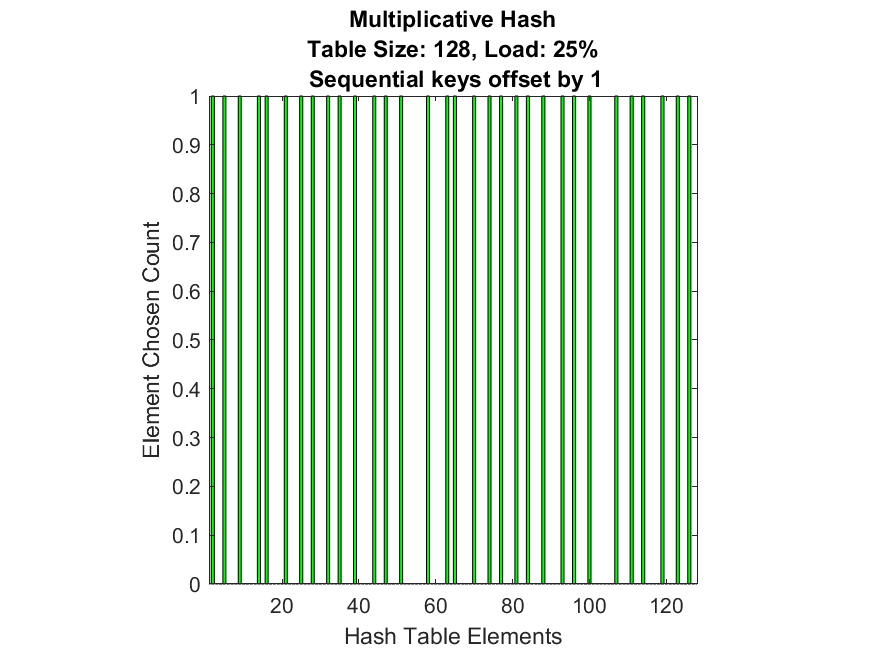 Multiplicative Hash
Table Size: 128, Load: 25%
Sequential keys offset by 1
1
0.9
0.8
0.7
0.6
0.5
0.4
0.3
0.2
0.1
0
Element Chosen Count
20 40 60 80 100 120
Hash Table Elements